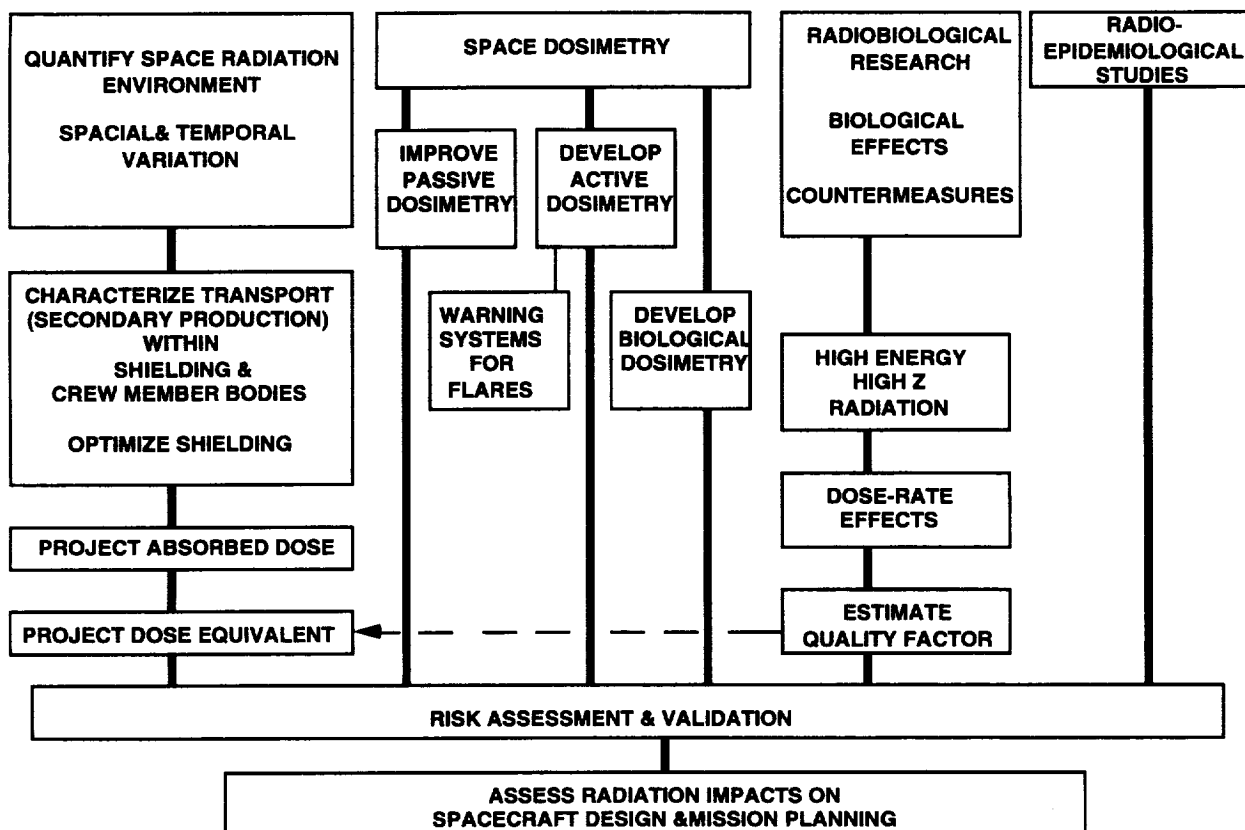 QUANTIFY SPACE RADIATION
ENVIRONMENT
SPACIAL& TEMPORAL
VARIATION
CHARACTERIZE TRANSPORT
(SECONDARY PRODUCTION)
WITHIN
SHIELDING &
CREW MEMBER BODIES
OPTIMIZE SHIELDING
PROJECT ABSORBED DOSE
PROJECT DOSE EQUIVALENT
SPACE DOSIMETRY
IMPROVE
PASSIVE
DOSIMETRY
DEVELOP
ACTIVE
DOSIMETRY
WARNING
SYSTEMS
FOR
FLARES
DEVELOP
BIOLOGICAL
DOSIMETRY
RADIOBIOLOGICAL
RESEARCH
BIOLOGICAL
EFFECTS
COUNTERMEASURES
HIGH ENERGY
HIGH Z
RADIATION
DOSE-RATE
EFFECTS
ESTIMATE
QUALITY FACTOR
RADIO-
EPIDEMIOLOGICAL
STUDIES
RISK ASSESSMENT & VALIDATION
ASSESS RADIATION IMPACTS ON
SPACECRAFT DESIGN &MISSION PLANNING